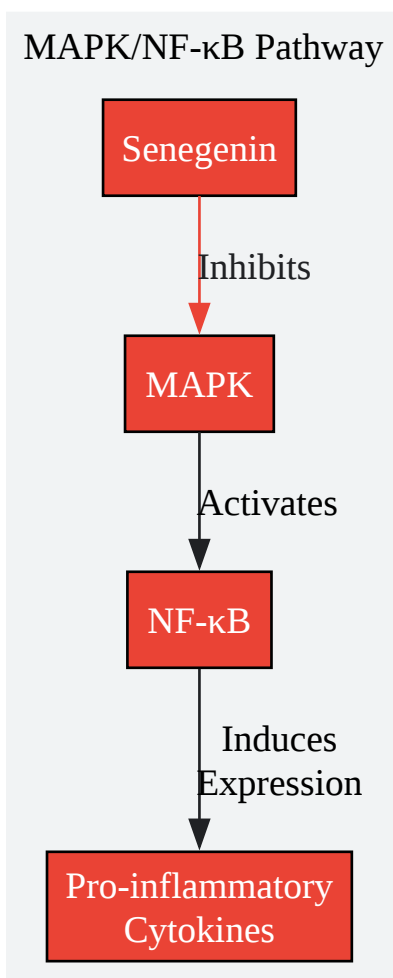 MAPK/NF-κB Pathway
Senegenin
Inhibits
MAPK
Activates
NF-κB
Induces
Expression
Pro-inflammatory
Cytokines